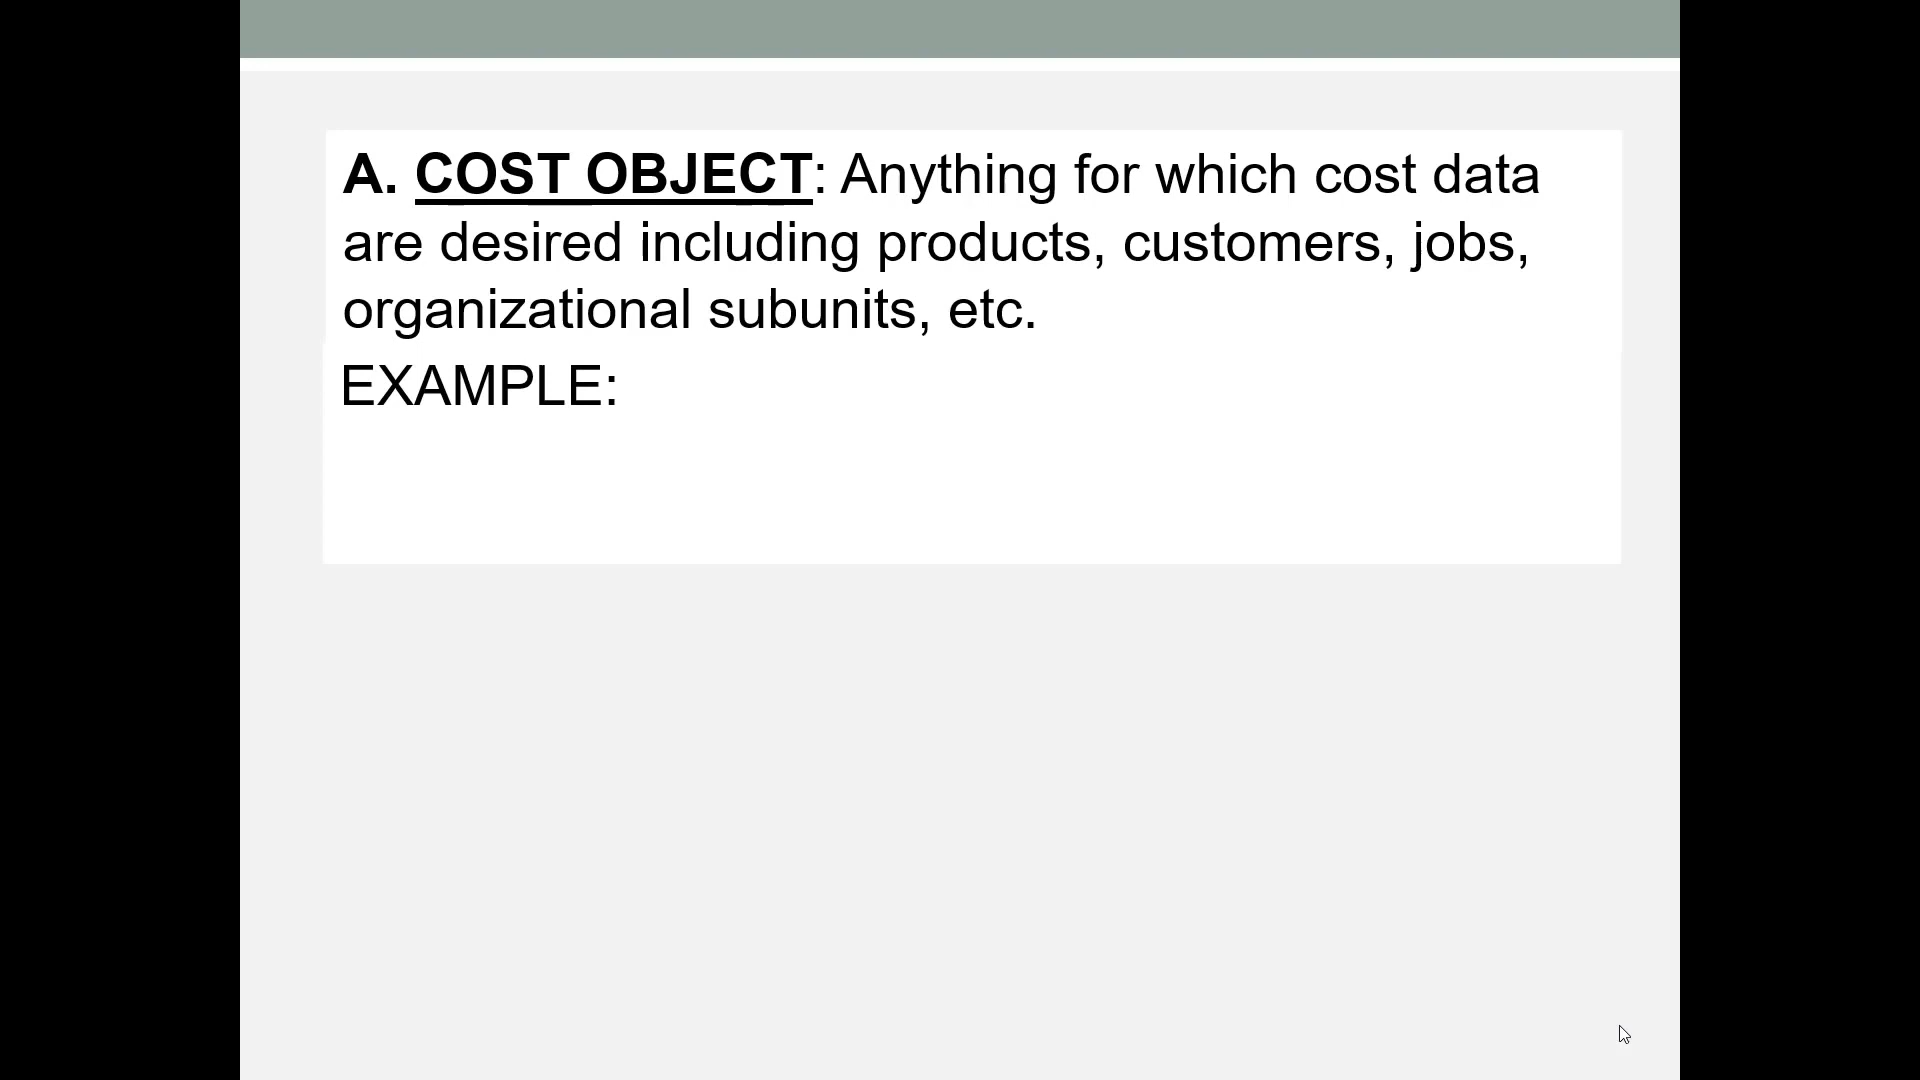 A. COST OBJECT: Anything for which cost data
are desired including products, customers, jobs,
organizational subunits, etc.
EXAMPLE: